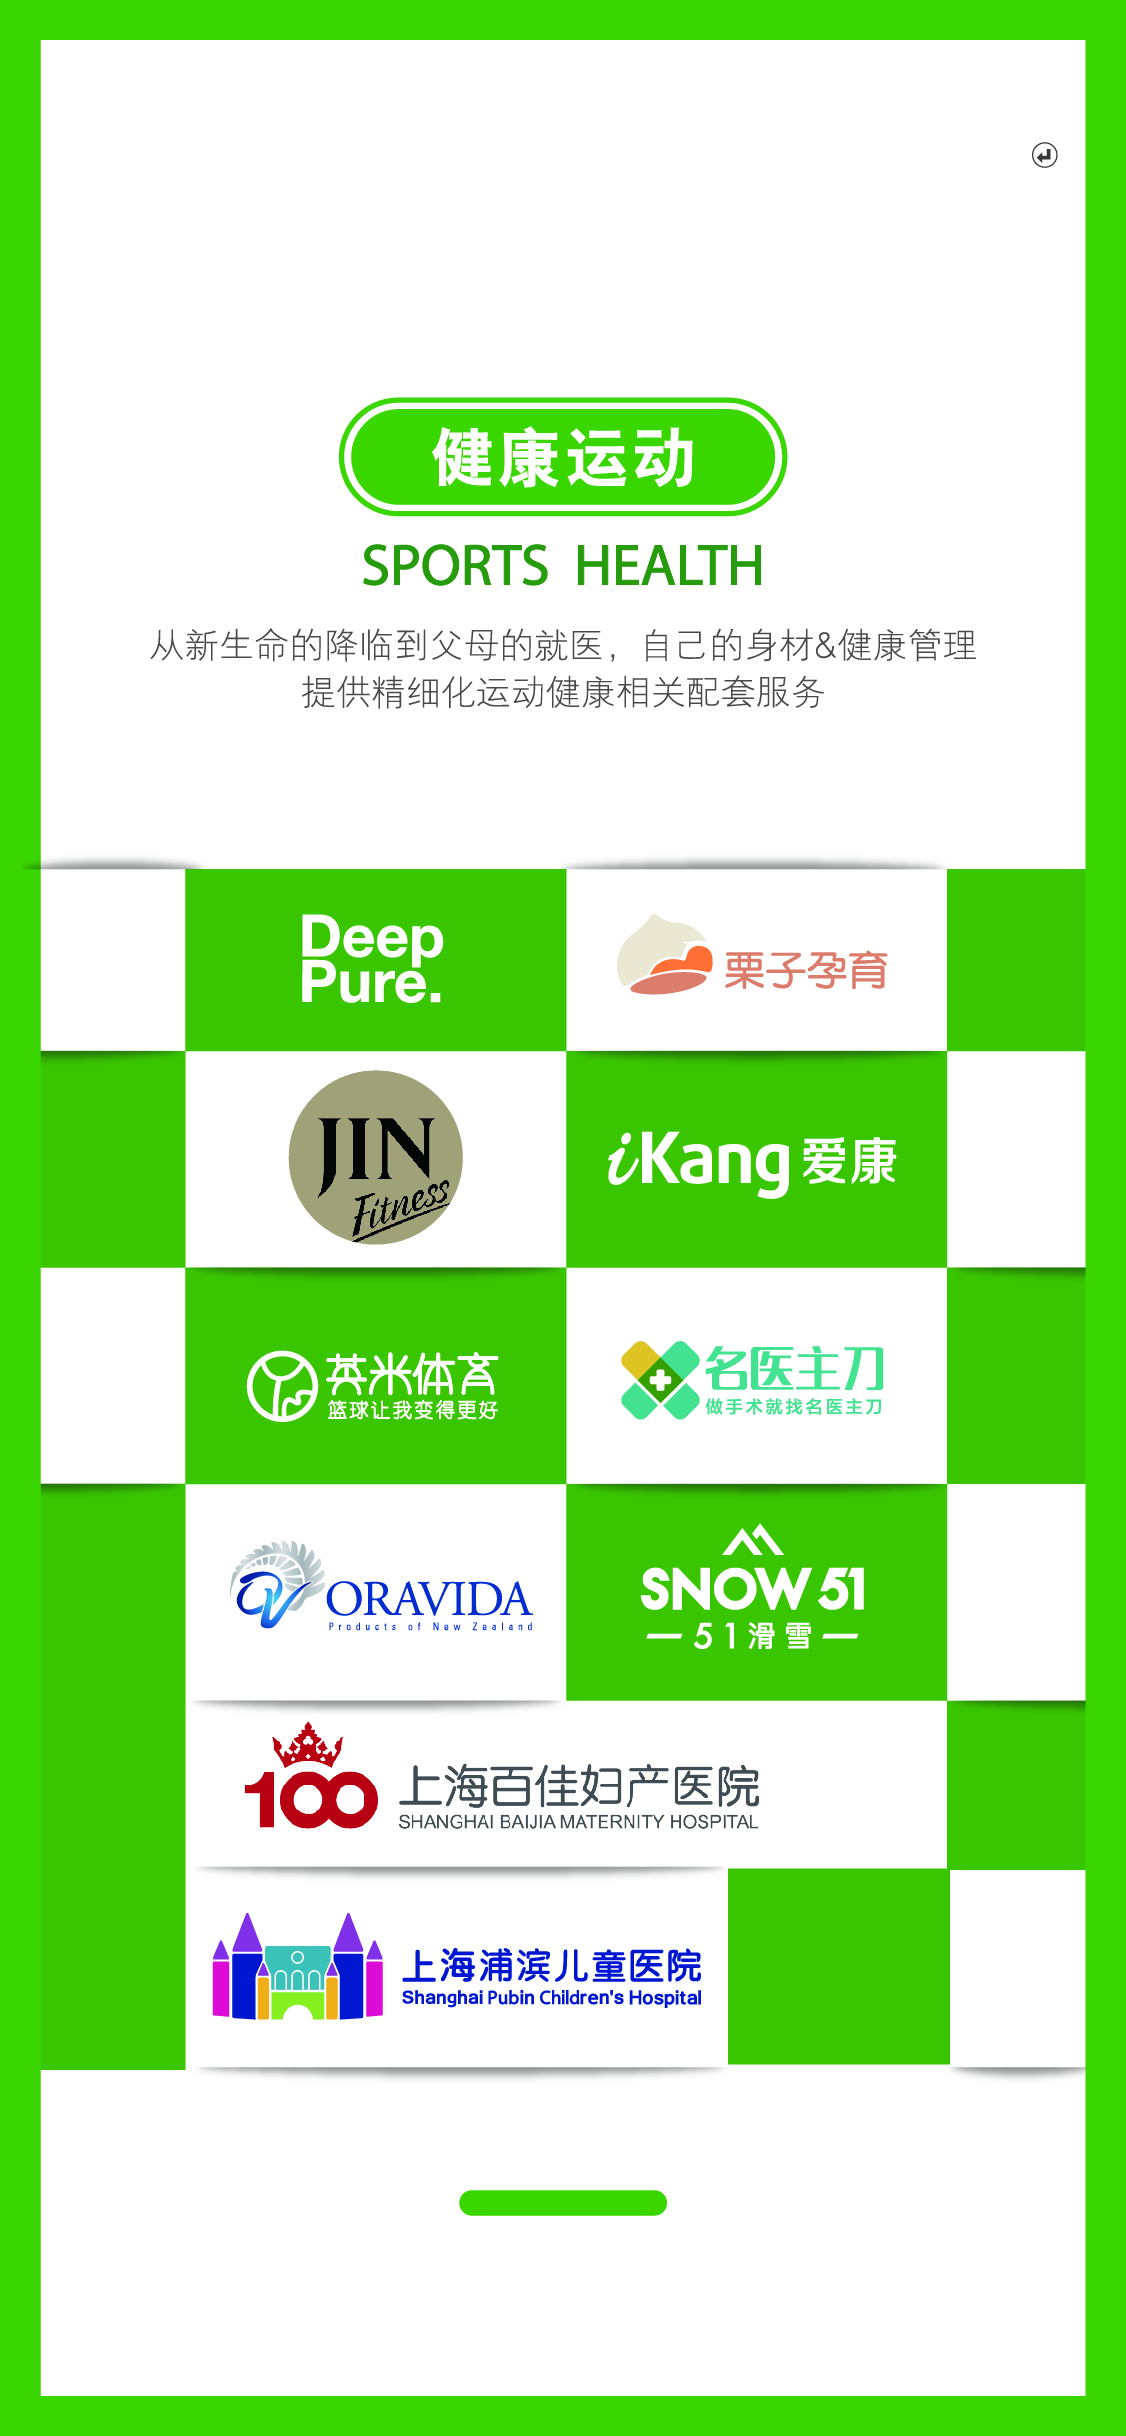 健康运动
SPORTS HEALTH
从新生命的降临到父母的就医，自己的身材&健康管理
提供精细化运动健康相关配套服务
Deep
Pure.
栗子孕育
JIN
Fitness
iKang 爱康
英米体育
篮球让我变得更好
名医主刀
做手术就找名医主刀
ORAVIDA
Products of New Zealand
SNOW 51
51滑雪
100
上海百佳妇产医院
SHANGHAI BAIJIA MATERNITY HOSPITAL
上海浦滨儿童医院
Shanghai Pubin Children's Hospital